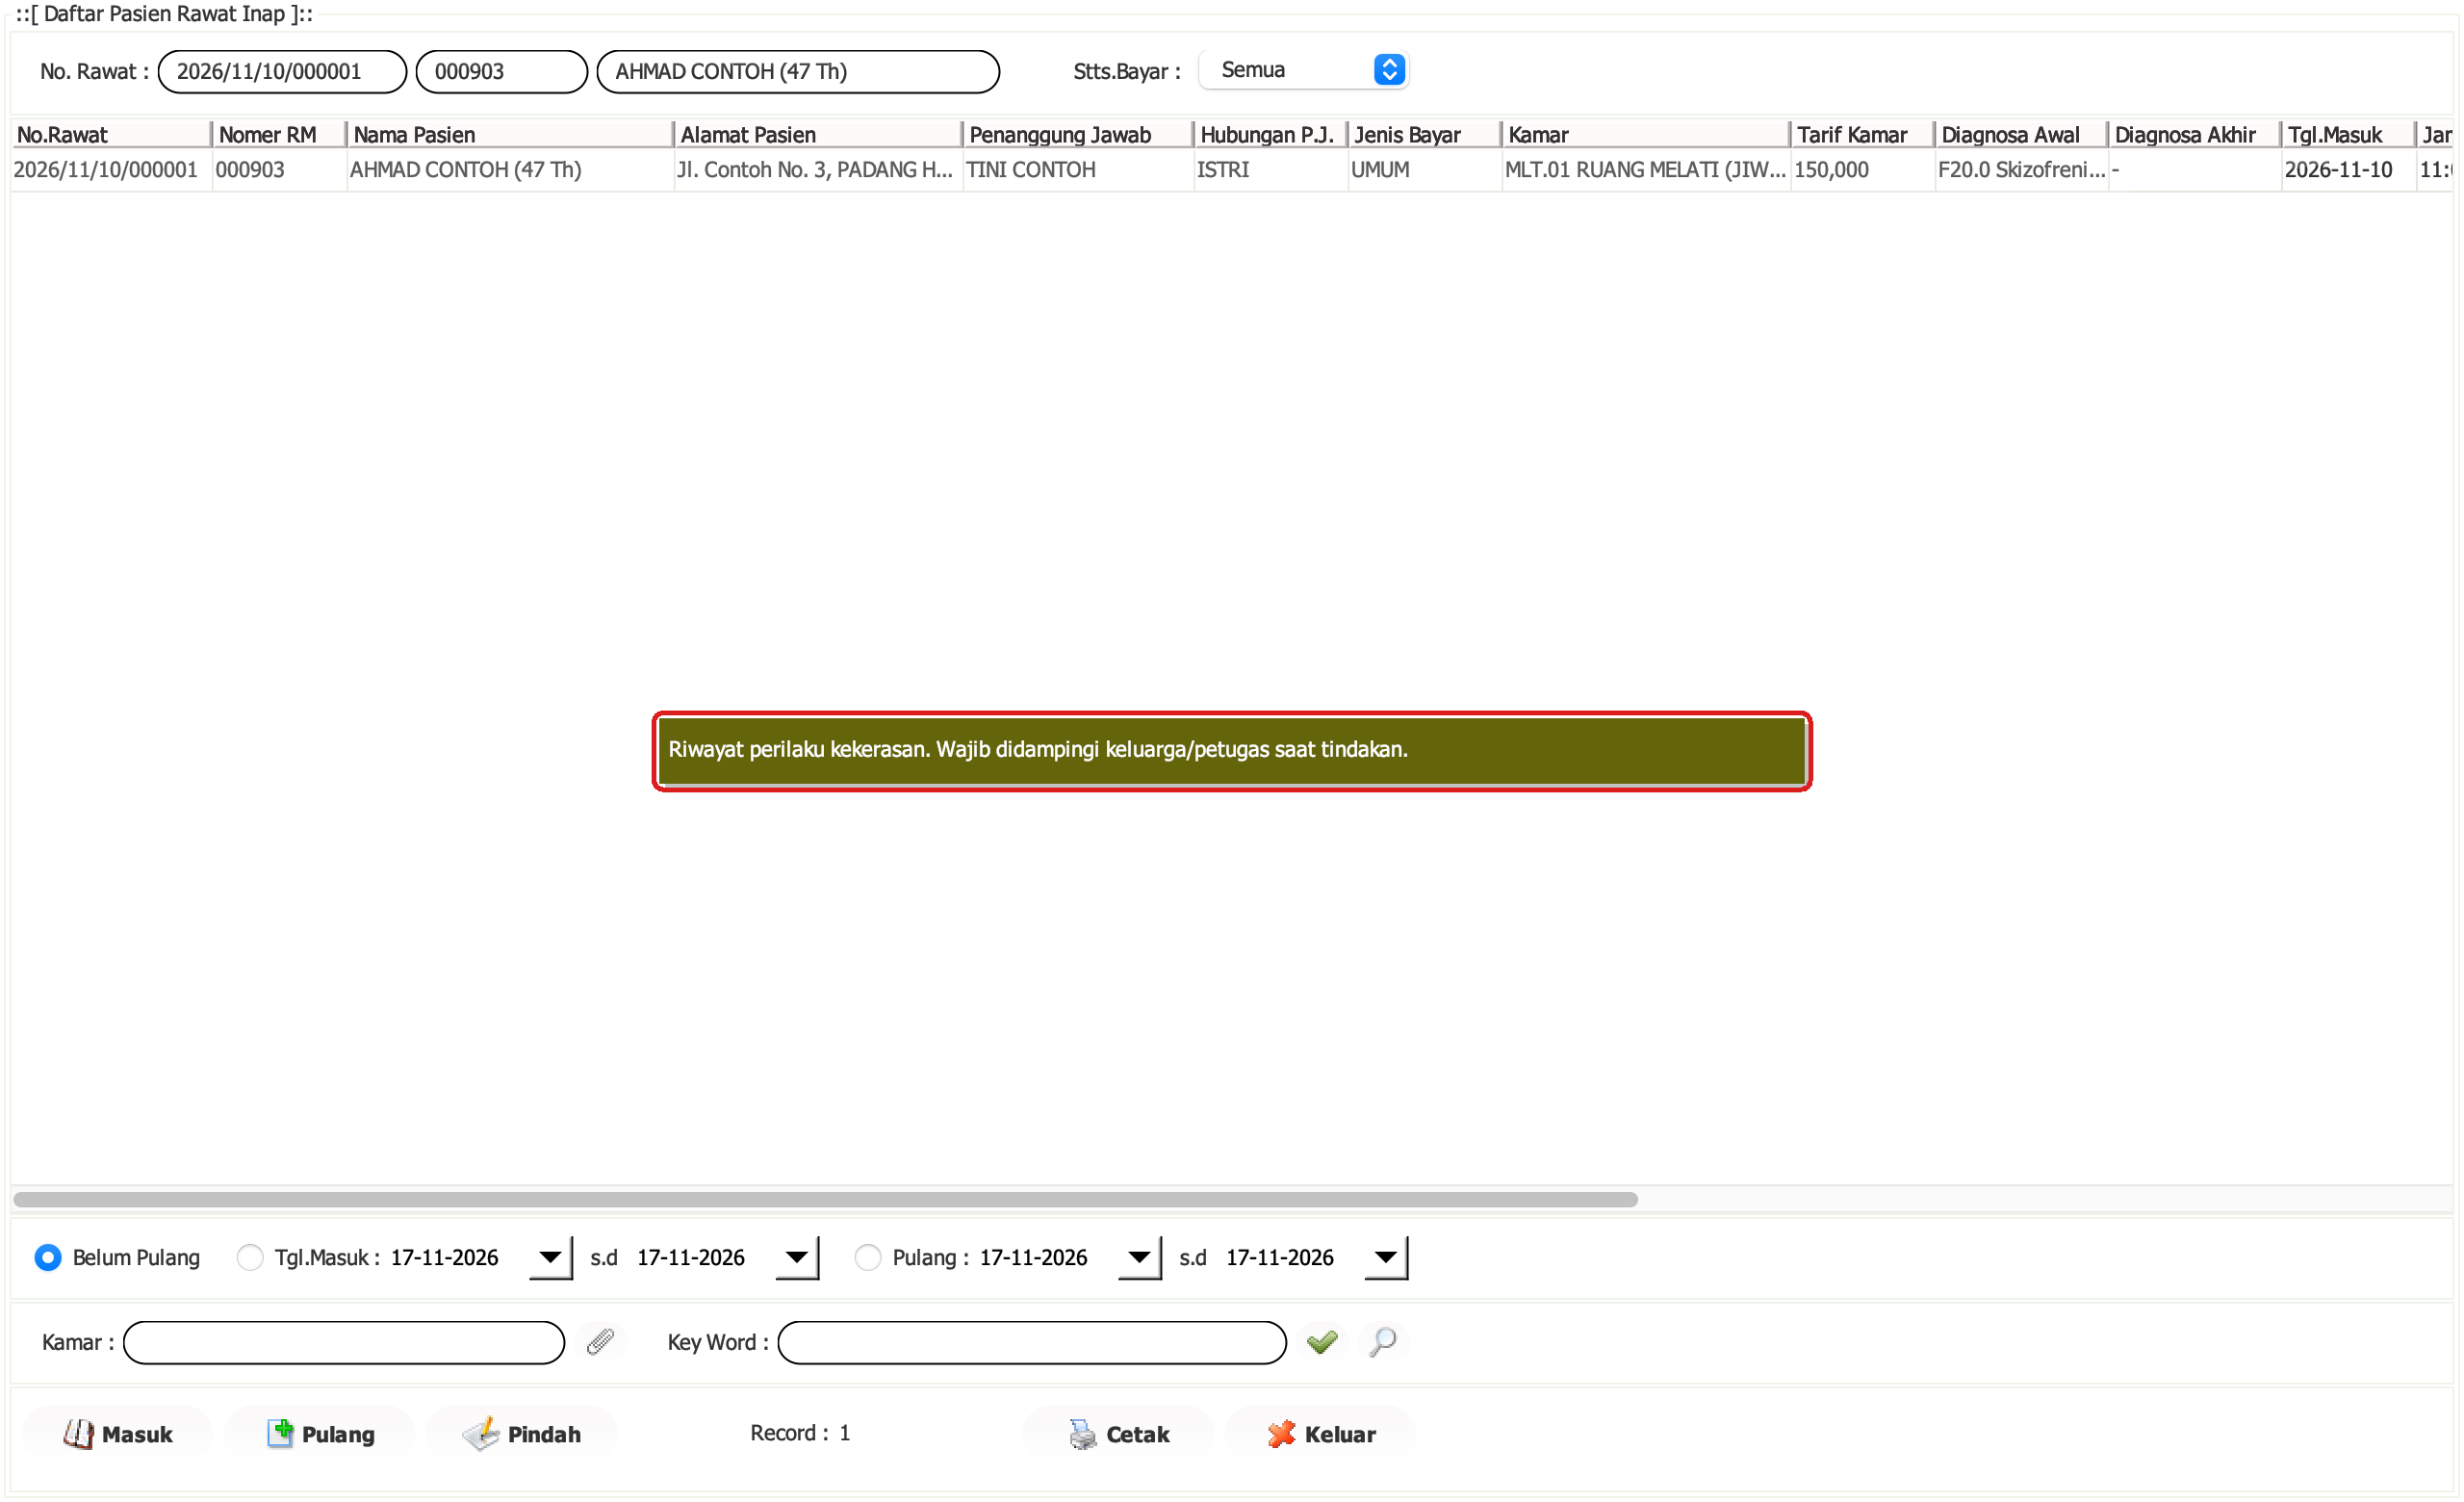 ::[ Daftar Pasien Rawat Inap ]::
No. Rawat : 2026/11/10/000001 000903 AHMAD CONTOH (47 Th) Stts.Bayar : Semua
No.Rawat Nomer RM Nama Pasien Alamat Pasien Penanggung Jawab Hubungan P.J. Jenis Bayar Kamar Tarif Kamar Diagnosa Awal Diagnosa Akhir Tgl.Masuk
2026/11/10/000001 000903 AHMAD CONTOH (47 Th) Jl. Contoh No. 3, PADANG H... TINI CONTOH ISTRI UMUM MLT.01 RUANG MELATI (JIW... 150,000 F20.0 Skizofreni... - 2026-11-10
Riwayat perilaku kekerasan. Wajib didampingi keluarga/petugas saat tindakan.
Belum Pulang Tgl.Masuk : 17-11-2026 s.d 17-11-2026 Pulang : 17-11-2026 s.d 17-11-2026
Kamar : Key Word :
Masuk Pulang Pindah Record : 1 Cetak Keluar